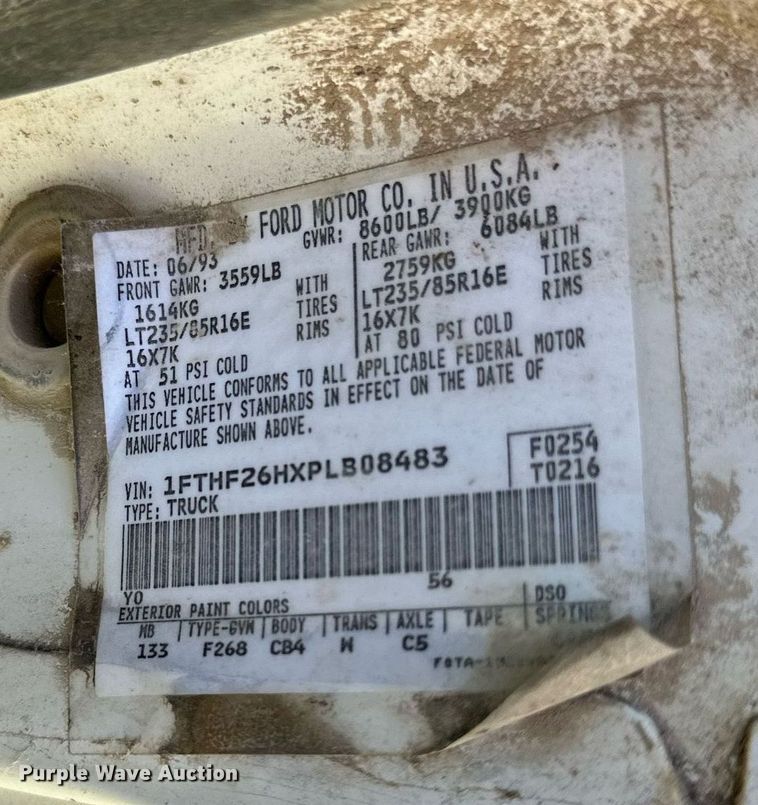 MFD. BY FORD MOTOR CO. IN U.S.A.
GVWR: 8600LB/ 3900KG
DATE: 06/93
FRONT GAWR: 3559LB
1614KG WITH
LT235/85R16E TIRES
16X7K RIMS
AT 51 PSI COLD
REAR GAWR: 6084LB
2759KG WITH
LT235/85R16E TIRES
16X7K RIMS
AT 80 PSI COLD
THIS VEHICLE CONFORMS TO ALL APPLICABLE FEDERAL MOTOR
VEHICLE SAFETY STANDARDS IN EFFECT ON THE DATE OF
MANUFACTURE SHOWN ABOVE.
VIN: 1FTHF26HXPLB08483
TYPE: TRUCK
F0254
T0216
YO 56
EXTERIOR PAINT COLORS DSO
WB TYPE-GVW BODY TRANS AXLE TAPE SPRING
133 F268 CB4 W C5
Purple Wave Auction